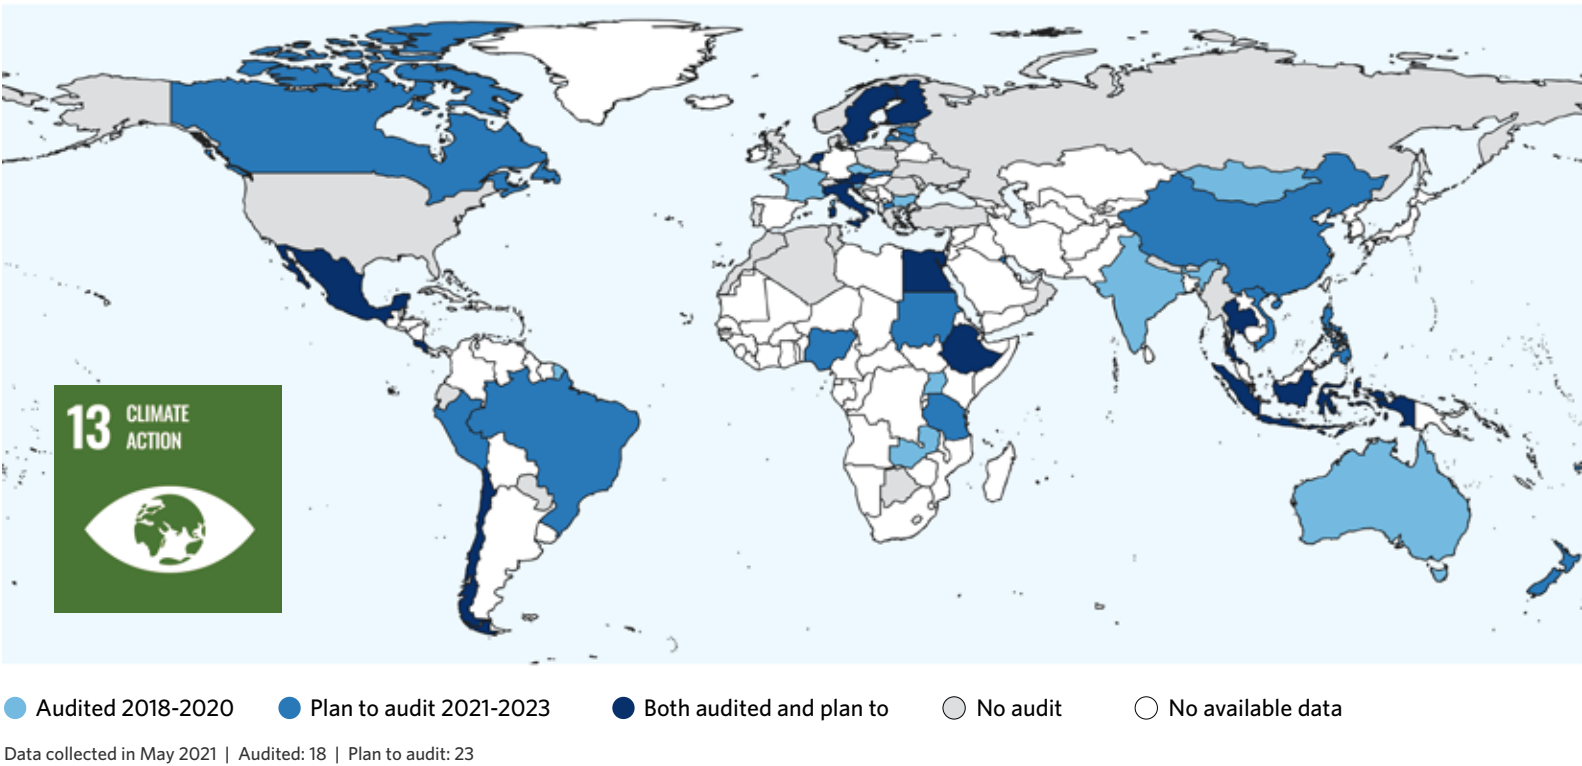 13 CLIMATE
ACTION
Audited 2018-2020 Plan to audit 2021-2023 Both audited and plan to No audit No available data
Data collected in May 2021 | Audited: 18 | Plan to audit: 23